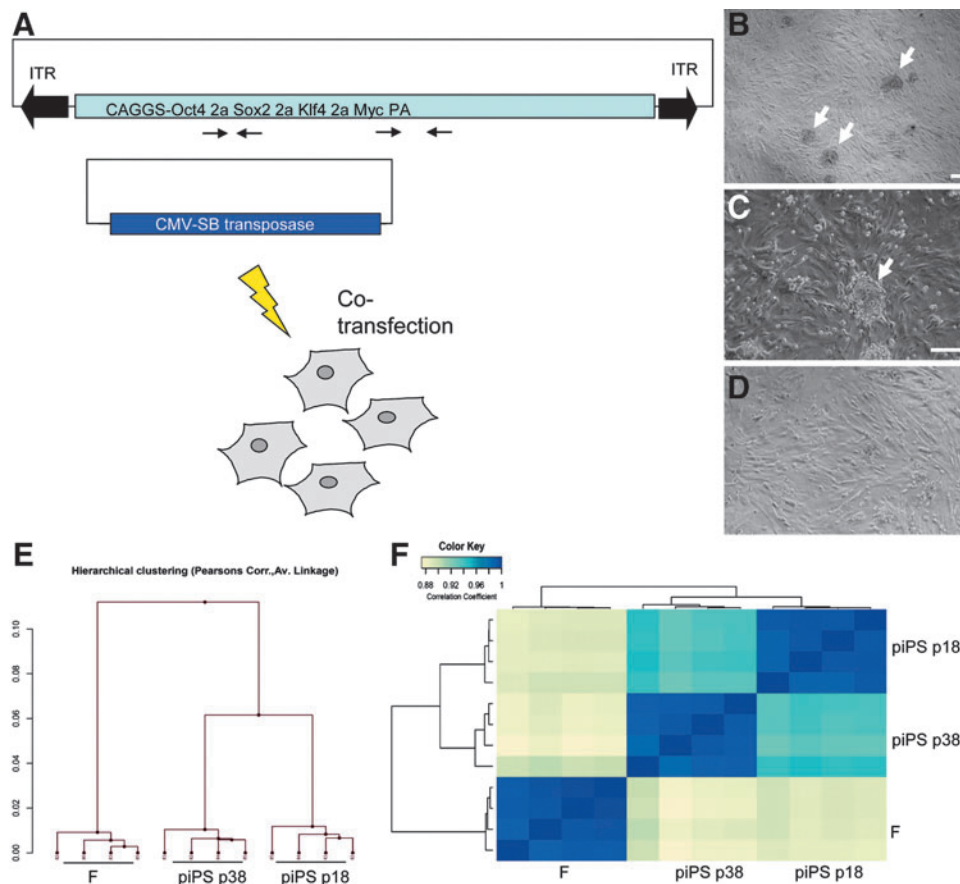 A
ITR
ITR
CAGGS-Oct4 2a Sox2 2a Klf4 2a Myc PA
CMV-SB transposase
Co-
transfection
B
C
D
E
Hierarchical clustering (Pearsons Corr.,Av. Linkage)
0.10
0.08
0.06
0.04
0.02
0.00
F
piPS p38
piPS p18
F
Color Key
0.88
0.92
0.96
1
Correlation Coefficient
piPS p18
piPS p38
F
F
piPS p38
piPS p18